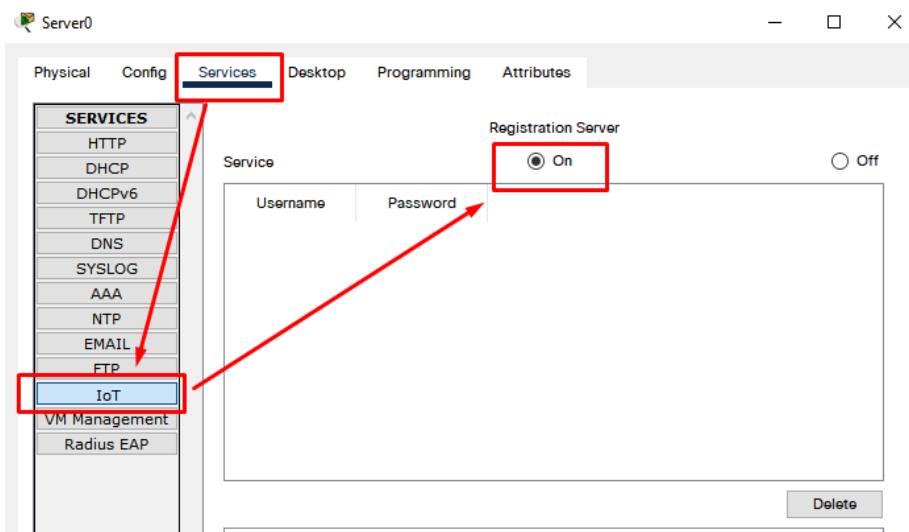 Server0
Physical Config Services Desktop Programming Attributes
SERVICES
HTTP
DHCP
DHCPv6
TFTP
DNS
SYSLOG
AAA
NTP
EMAIL
FTP
IoT
VM Management
Radius EAP
Registration Server
Service On Off
Username Password
Delete